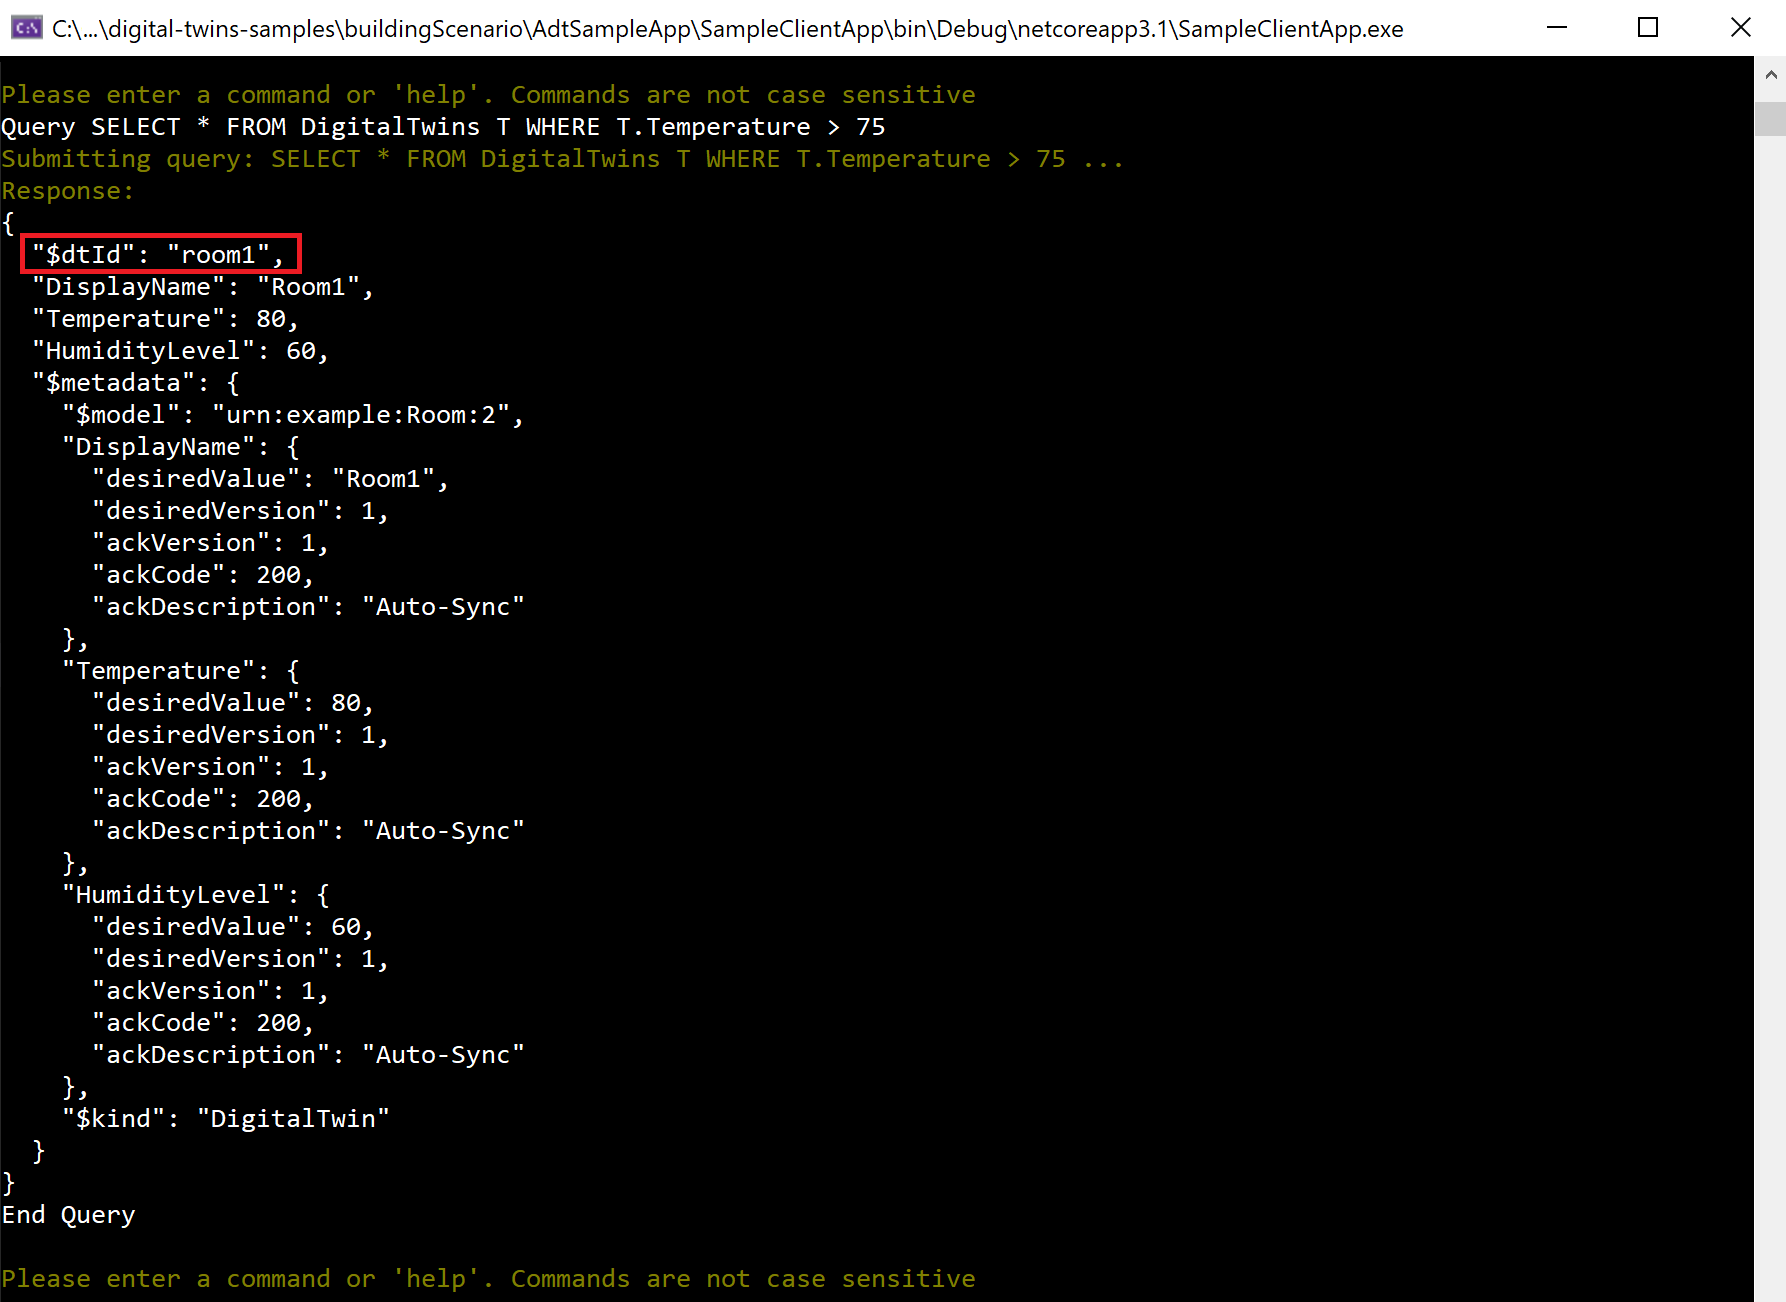 C:\...\digital-twins-samples\buildingScenario\AdtSampleApp\SampleClientApp\bin\Debug\netcoreapp3.1\SampleClientApp.exe
Please enter a command or 'help'. Commands are not case sensitive
Query SELECT * FROM DigitalTwins T WHERE T.Temperature > 75
Submitting query: SELECT * FROM DigitalTwins T WHERE T.Temperature > 75 ...
Response:
{
  "$dtId": "room1",
  "DisplayName": "Room1",
  "Temperature": 80,
  "HumidityLevel": 60,
  "$metadata": {
    "$model": "urn:example:Room:2",
    "DisplayName": {
      "desiredValue": "Room1",
      "desiredVersion": 1,
      "ackVersion": 1,
      "ackCode": 200,
      "ackDescription": "Auto-Sync"
    },
    "Temperature": {
      "desiredValue": 80,
      "desiredVersion": 1,
      "ackVersion": 1,
      "ackCode": 200,
      "ackDescription": "Auto-Sync"
    },
    "HumidityLevel": {
      "desiredValue": 60,
      "desiredVersion": 1,
      "ackVersion": 1,
      "ackCode": 200,
      "ackDescription": "Auto-Sync"
    },
    "$kind": "DigitalTwin"
  }
}
End Query
Please enter a command or 'help'. Commands are not case sensitive